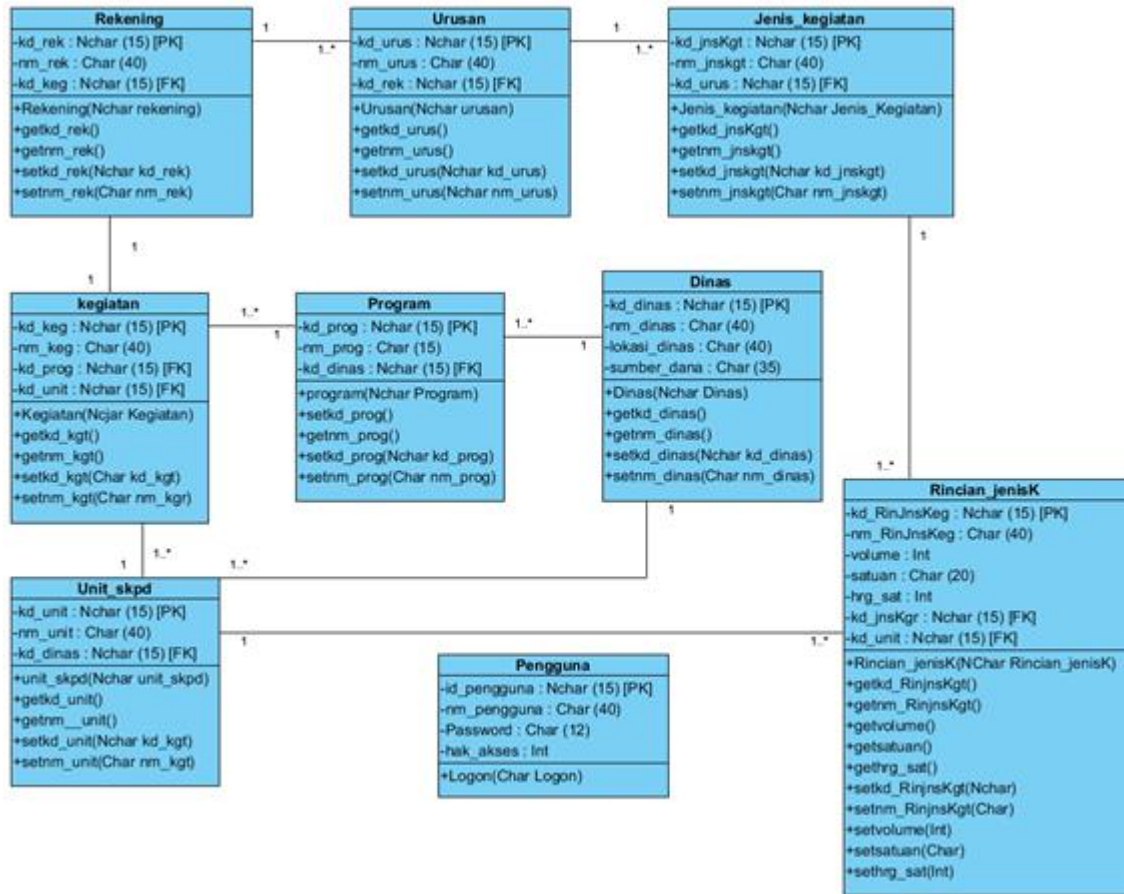 Rekening
-kd_rek : Nchar (15) [PK]
-nm_rek : Char (40)
-kd_keg : Nchar (15) [FK]
+Rekening(Nchar rekening)
+getkd_rek()
+getnm_rek()
+setkd_rek(Nchar kd_rek)
+setnm_rek(Char nm_rek)
1
1..*
Urusan
-kd_urus : Nchar (15) [PK]
-nm_urus : Char (40)
-kd_rek : Nchar (15) [FK]
+Urusan(Nchar urusan)
+getkd_urus()
+getnm_urus()
+setkd_urus(Nchar kd_urus)
+setnm_urus(Nchar nm_urus)
1
1..*
Jenis_kegiatan
-kd_jnsKgt : Nchar (15) [PK]
-nm_jnskgt : Char (40)
-kd_urus : Nchar (15) [FK]
+Jenis_kegiatan(Nchar Jenis_Kegiatan)
+getkd_jnsKgt()
+getnm_jnskgt()
+setkd_jnskgt(Nchar kd_jnskgt)
+setnm_jnskgt(Char nm_jnskgt)
1
1
1
1..*
kegiatan
-kd_keg : Nchar (15) [PK]
-nm_keg : Char (40)
-kd_prog : Nchar (15) [FK]
-kd_unit : Nchar (15) [FK]
+Kegiatan(Ncjar Kegiatan)
+getkd_kgt()
+getnm_kgt()
+setkd_kgt(Char kd_kgt)
+setnm_kgt(Char nm_kgr)
1..*
1
Program
-kd_prog : Nchar (15) [PK]
-nm_prog : Char (15)
-kd_dinas : Nchar (15) [FK]
+program(Nchar Program)
+setkd_prog()
+getnm_prog()
+setkd_prog(Nchar kd_prog)
+setnm_prog(Char nm_prog)
1..*
1
Dinas
-kd_dinas : Nchar (15) [PK]
-nm_dinas : Char (40)
-lokasi_dinas : Char (40)
-sumber_dana : Char (35)
+Dinas(Nchar Dinas)
+getkd_dinas()
+getnm_dinas()
+setkd_dinas(Nchar kd_dinas)
+setnm_dinas(Char nm_dinas)
1
1..*
1
1..*
Unit_skpd
-kd_unit : Nchar (15) [PK]
-nm_unit : Char (40)
-kd_dinas : Nchar (15) [FK]
+unit_skpd(Nchar unit_skpd)
+getkd_unit()
+getnm__unit()
+setkd_unit(Nchar kd_kgt)
+setnm_unit(Char nm_kgt)
1
1..*
Pengguna
-id_pengguna : Nchar (15) [PK]
-nm_pengguna : Char (40)
-Password : Char (12)
-hak_akses : Int
+Logon(Char Logon)
Rincian_jenisK
-kd_RinJnsKeg : Nchar (15) [PK]
-nm_RinJnsKeg : Char (40)
-volume : Int
-satuan : Char (20)
-hrg_sat : Int
-kd_jnsKgr : Nchar (15) [FK]
-kd_unit : Nchar (15) [FK]
+Rincian_jenisK(NChar Rincian_jenisK)
+getkd_RinjnsKgt()
+getnm_RinjnsKgt()
+getvolume()
+getsatuan()
+gethrg_sat()
+setkd_RinjnsKgt(Nchar)
+setnm_RinjnsKgt(Char)
+setvolume(Int)
+setsatuan(Char)
+sethrg_sat(Int)